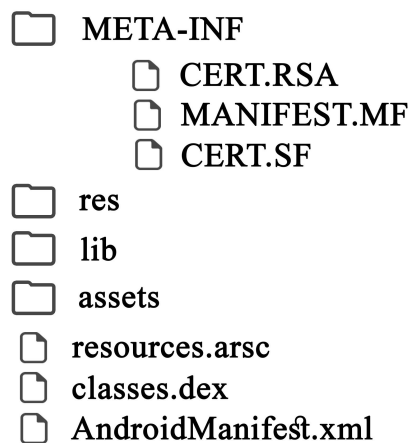 META-INF
CERT.RSA
MANIFEST.MF
CERT.SF
res
lib
assets
resources.arsc
classes.dex
AndroidManifest.xml